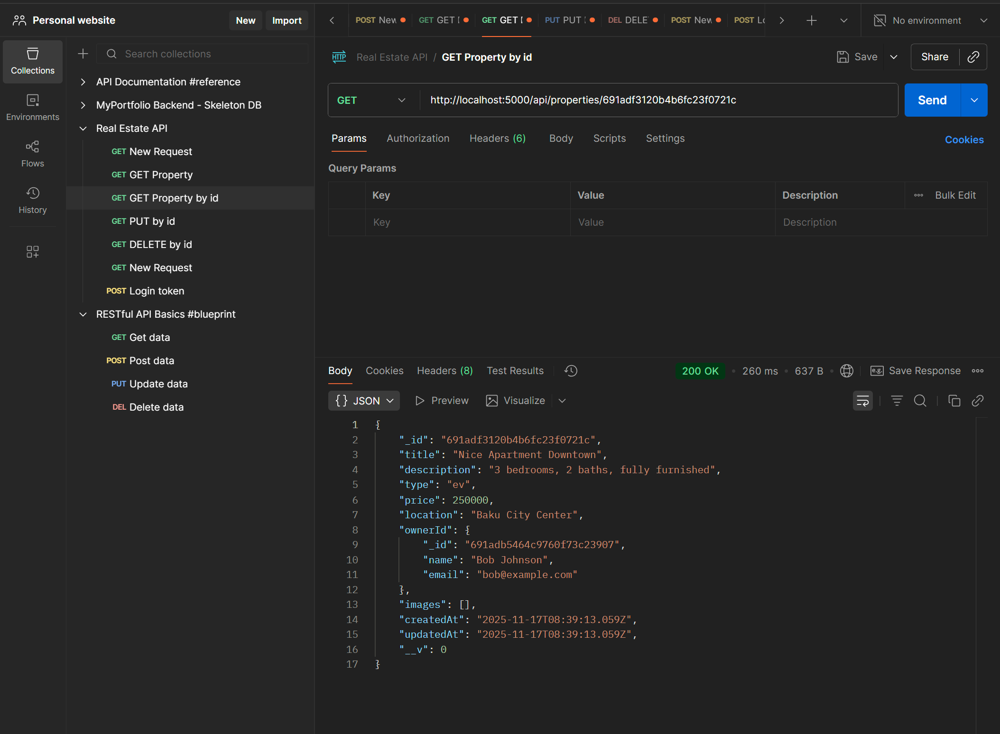 Personal website
New
Import
POST New
GET GET
GET GET
PUT PUT
DEL DELE
POST New
POST Lo
No environment
Collections
Environments
Flows
History
Search collections
API Documentation #reference
MyPortfolio Backend - Skeleton DB
Real Estate API
GET New Request
GET GET Property
GET GET Property by id
GET PUT by id
GET DELETE by id
GET New Request
POST Login token
RESTful API Basics #blueprint
GET Get data
POST Post data
PUT Update data
DEL Delete data
HTTP Real Estate API / GET Property by id
Save
Share
GET
http://localhost:5000/api/properties/691adf3120b4b6fc23f0721c
Send
Params Authorization Headers (6) Body Scripts Settings
Cookies
Query Params
Key Value Description Bulk Edit
Key Value Description
Body Cookies Headers (8) Test Results
200 OK • 260 ms • 637 B •
e.g. Save Response
{} JSON Preview Visualize
1 {
2 "_id": "691adf3120b4b6fc23f0721c",
3 "title": "Nice Apartment Downtown",
4 "description": "3 bedrooms, 2 baths, fully furnished",
5 "type": "ev",
6 "price": 250000,
7 "location": "Baku City Center",
8 "ownerId": {
9 "_id": "691adb5464c9760f73c23907",
10 "name": "Bob Johnson",
11 "email": "bob@example.com"
12 },
13 "images": [],
14 "createdAt": "2025-11-17T08:39:13.059Z",
15 "updatedAt": "2025-11-17T08:39:13.059Z",
16 "__v": 0
17 }